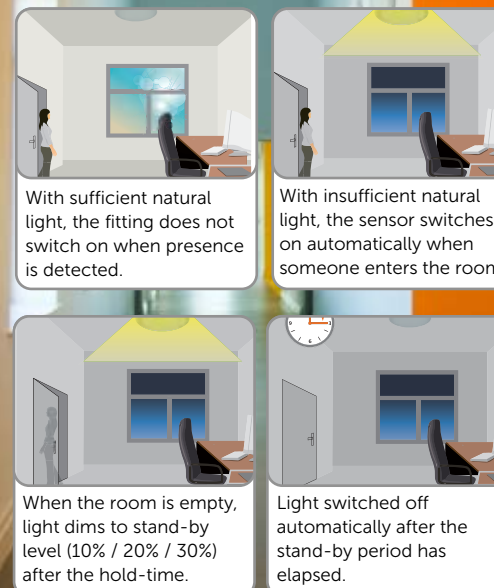 With sufficient natural
light, the fitting does not
switch on when presence
is detected.
With insufficient natural
light, the sensor switches
on automatically when
someone enters the room
When the room is empty,
light dims to stand-by
level (10% / 20% / 30%)
after the hold-time.
Light switched off
automatically after the
stand-by period has
elapsed.